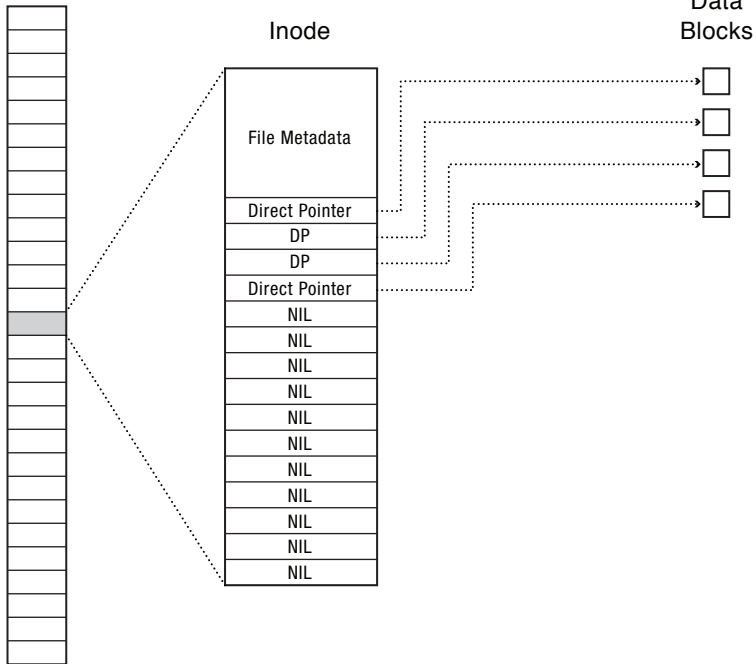 Data
Inode
Blocks
File Metadata
Direct Pointer
DP
DP
Direct Pointer
NIL
NIL
NIL
NIL
NIL
NIL
NIL
NIL
NIL
NIL
NIL